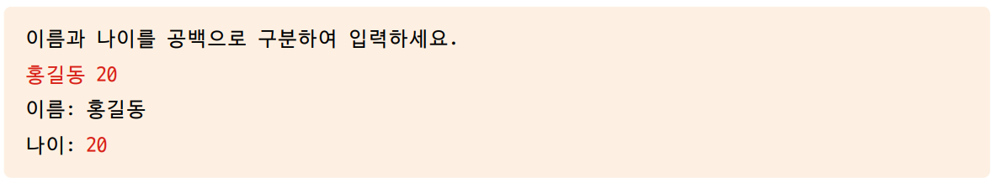 이름과 나이를 공백으로 구분하여 입력하세요.
홍길동 20
이름: 홍길동
나이: 20